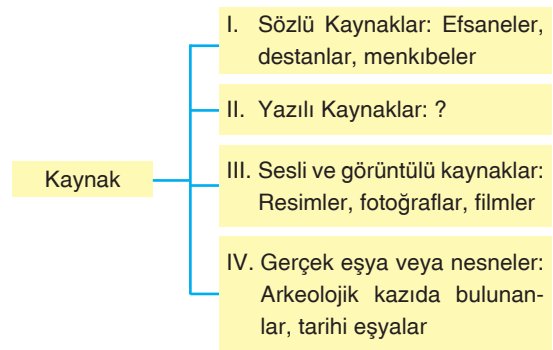 I. Sözlü Kaynaklar: Efsaneler,
destanlar, menkıbeler
II. Yazılı Kaynaklar: ?
Kaynak
III. Sesli ve görüntülü kaynaklar:
Resimler, fotoğraflar, filmler
IV. Gerçek eşya veya nesneler:
Arkeolojik kazıda bulunan-
lar, tarihi eşyalar